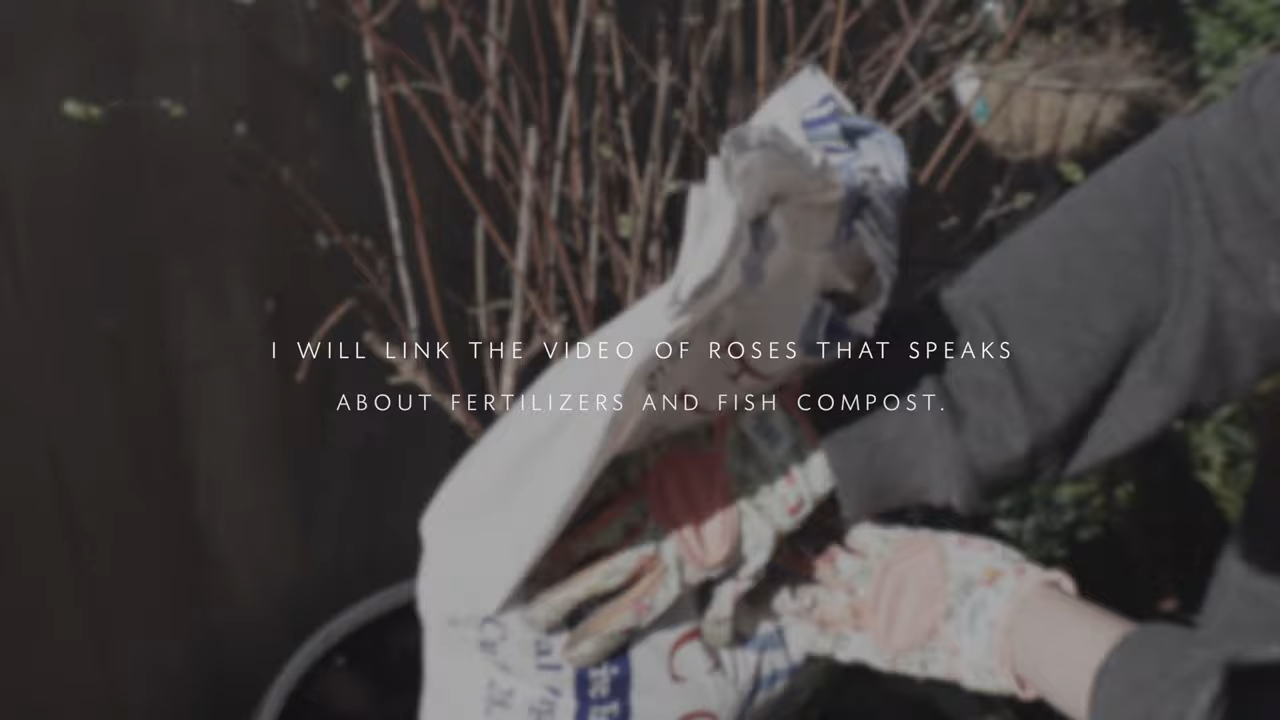 I WILL LINK THE VIDEO OF ROSES THAT SPEAKS
ABOUT FERTILIZERS AND FISH COMPOST.